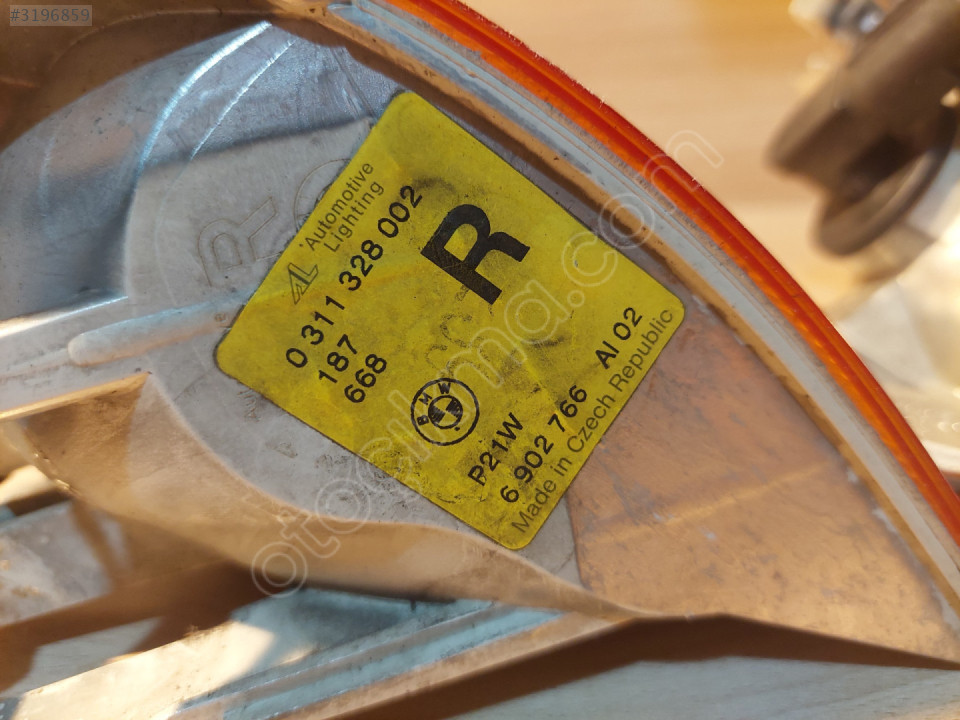 #3196859
AL Automotive
Lighting
0 311 328 002
187
668
R
BMW
P21W
6 902 766 AI 02
Made in Czech Republic
otocikma.com